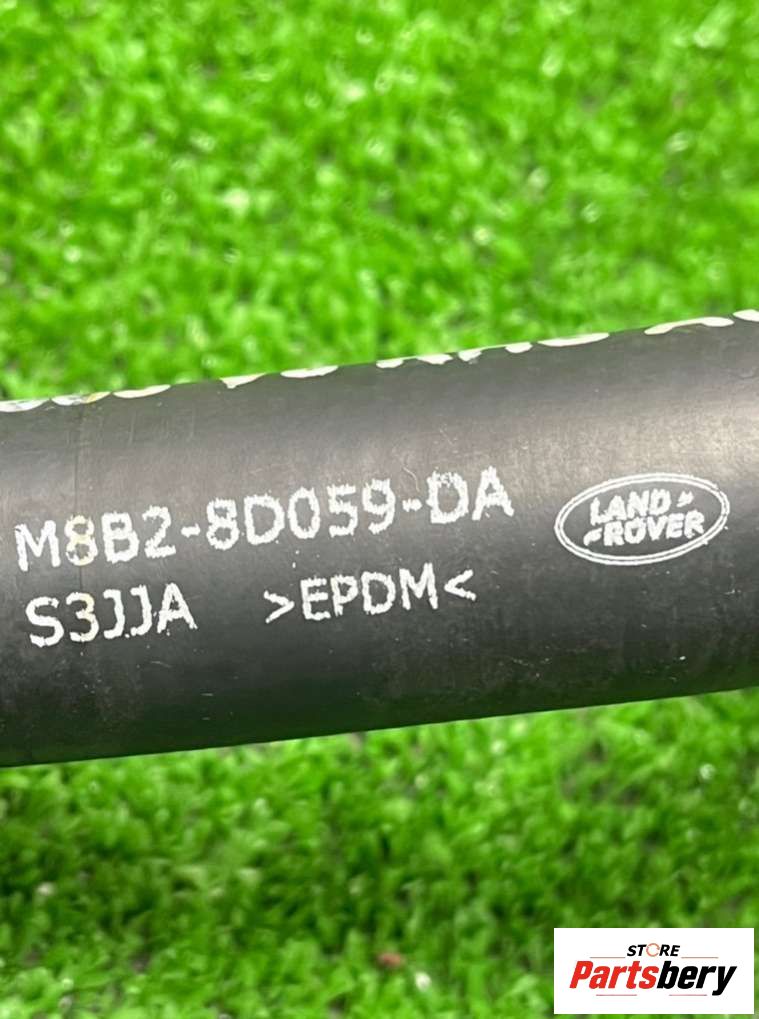 M8B2-8D059-DA
S3JJA >EPDM<
LAND
ROVER
STORE
Partsbery